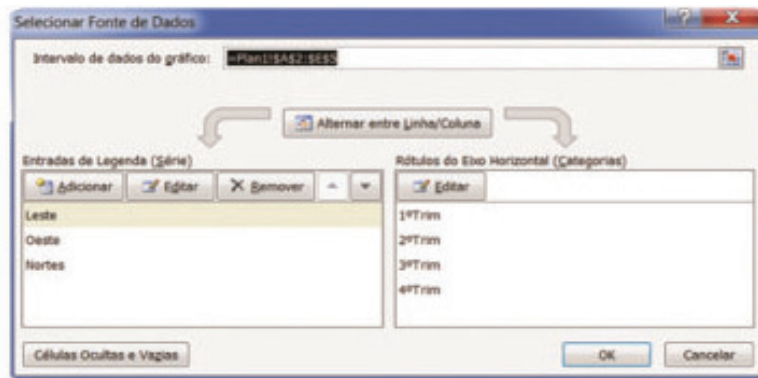 Selecionar Fonte de Dados
Intervalo de dados do gráfico: =Plan1!$A$2:$E$5
Alternar entre Linha/Coluna
Entradas de Legenda (Série)
Adicionar Editar Remover
Leste
Oeste
Nortes
Rótulos do Eixo Horizontal (Categorias)
Editar
1ºTrim
2ºTrim
3ºTrim
4ºTrim
Células Ocultas e Vazias
OK Cancelar